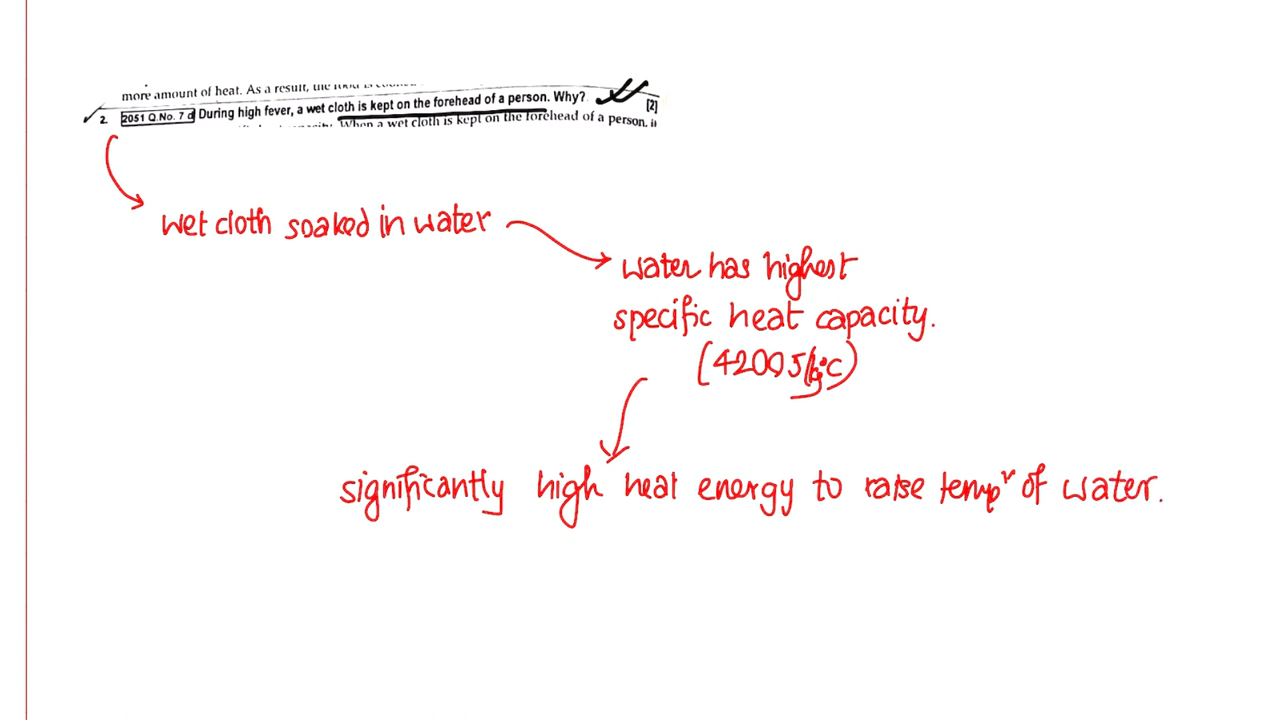 more amount of heat. As a result, the food is
2. 2051 Q.No. 7 d During high fever, a wet cloth is kept on the forehead of a person. Why? [2]
When a wet cloth is kept on the forehead of a person, it
wet cloth soaked in water
water has highest
specific heat capacity.
(4200J/kg°C)
significantly high heat energy to raise tempr of water.